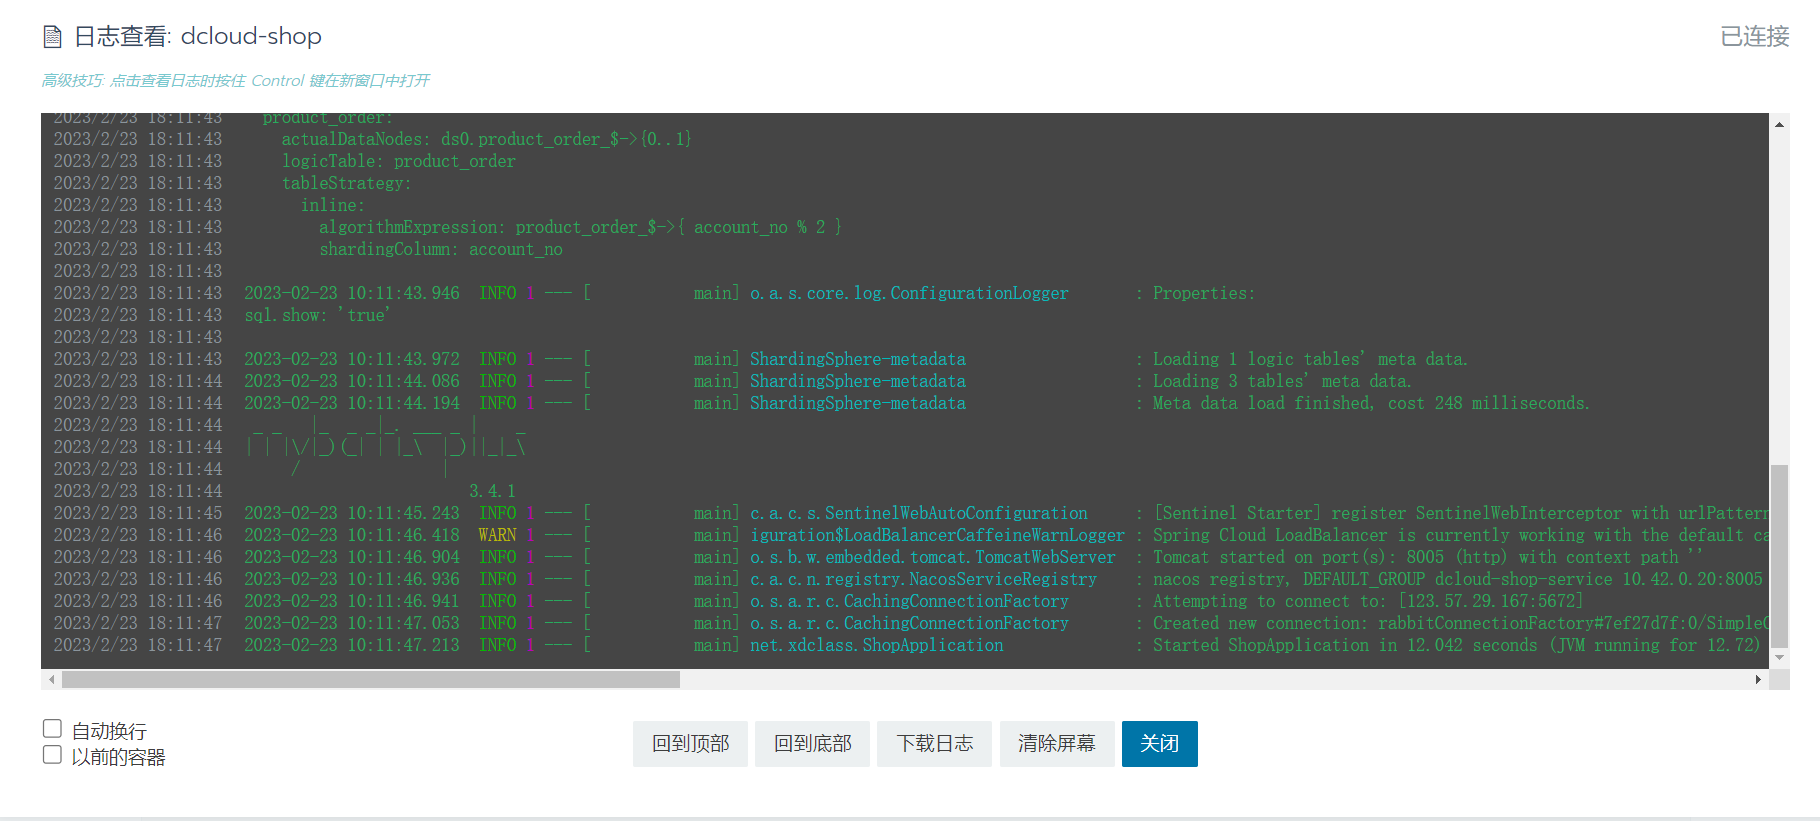 日志查看: dcloud-shop
已连接
高级技巧: 点击查看日志时按住 Control 键在新窗口中打开
2023/2/23 18:11:43 product_order:
2023/2/23 18:11:43 actualDataNodes: ds0.product_order_$->{0..1}
2023/2/23 18:11:43 logicTable: product_order
2023/2/23 18:11:43 tableStrategy:
2023/2/23 18:11:43 inline:
2023/2/23 18:11:43 algorithmExpression: product_order_$->{ account_no % 2 }
2023/2/23 18:11:43 shardingColumn: account_no
2023/2/23 18:11:43
2023/2/23 18:11:43 2023-02-23 10:11:43.946 INFO 1 --- [ main] o.a.s.core.log.ConfigurationLogger : Properties:
2023/2/23 18:11:43 sql.show: 'true'
2023/2/23 18:11:43
2023/2/23 18:11:43 2023-02-23 10:11:43.972 INFO 1 --- [ main] ShardingSphere-metadata : Loading 1 logic tables' meta data.
2023/2/23 18:11:44 2023-02-23 10:11:44.086 INFO 1 --- [ main] ShardingSphere-metadata : Loading 3 tables' meta data.
2023/2/23 18:11:44 2023-02-23 10:11:44.194 INFO 1 --- [ main] ShardingSphere-metadata : Meta data load finished, cost 248 milliseconds.
2023/2/23 18:11:44  _ _   |_  _ _|_. ___ _ |    _
2023/2/23 18:11:44 | | |\/|_)(_| | |_\  |_)||_|_\
2023/2/23 18:11:44      /               |
2023/2/23 18:11:44 3.4.1
2023/2/23 18:11:45 2023-02-23 10:11:45.243 INFO 1 --- [ main] c.a.c.s.SentinelWebAutoConfiguration : [Sentinel Starter] register SentinelWebInterceptor with urlPattern
2023/2/23 18:11:46 2023-02-23 10:11:46.418 WARN 1 --- [ main] iguration$LoadBalancerCaffeineWarnLogger : Spring Cloud LoadBalancer is currently working with the default ca
2023/2/23 18:11:46 2023-02-23 10:11:46.904 INFO 1 --- [ main] o.s.b.w.embedded.tomcat.TomcatWebServer : Tomcat started on port(s): 8005 (http) with context path ''
2023/2/23 18:11:46 2023-02-23 10:11:46.936 INFO 1 --- [ main] c.a.c.n.registry.NacosServiceRegistry : nacos registry, DEFAULT_GROUP dcloud-shop-service 10.42.0.20:8005
2023/2/23 18:11:46 2023-02-23 10:11:46.941 INFO 1 --- [ main] o.s.a.r.c.CachingConnectionFactory : Attempting to connect to: [123.57.29.167:5672]
2023/2/23 18:11:47 2023-02-23 10:11:47.053 INFO 1 --- [ main] o.s.a.r.c.CachingConnectionFactory : Created new connection: rabbitConnectionFactory#7ef27d7f:0/SimpleC
2023/2/23 18:11:47 2023-02-23 10:11:47.213 INFO 1 --- [ main] net.xdclass.ShopApplication : Started ShopApplication in 12.042 seconds (JVM running for 12.72)
自动换行
以前的容器
回到顶部 回到底部 下载日志 清除屏幕 关闭